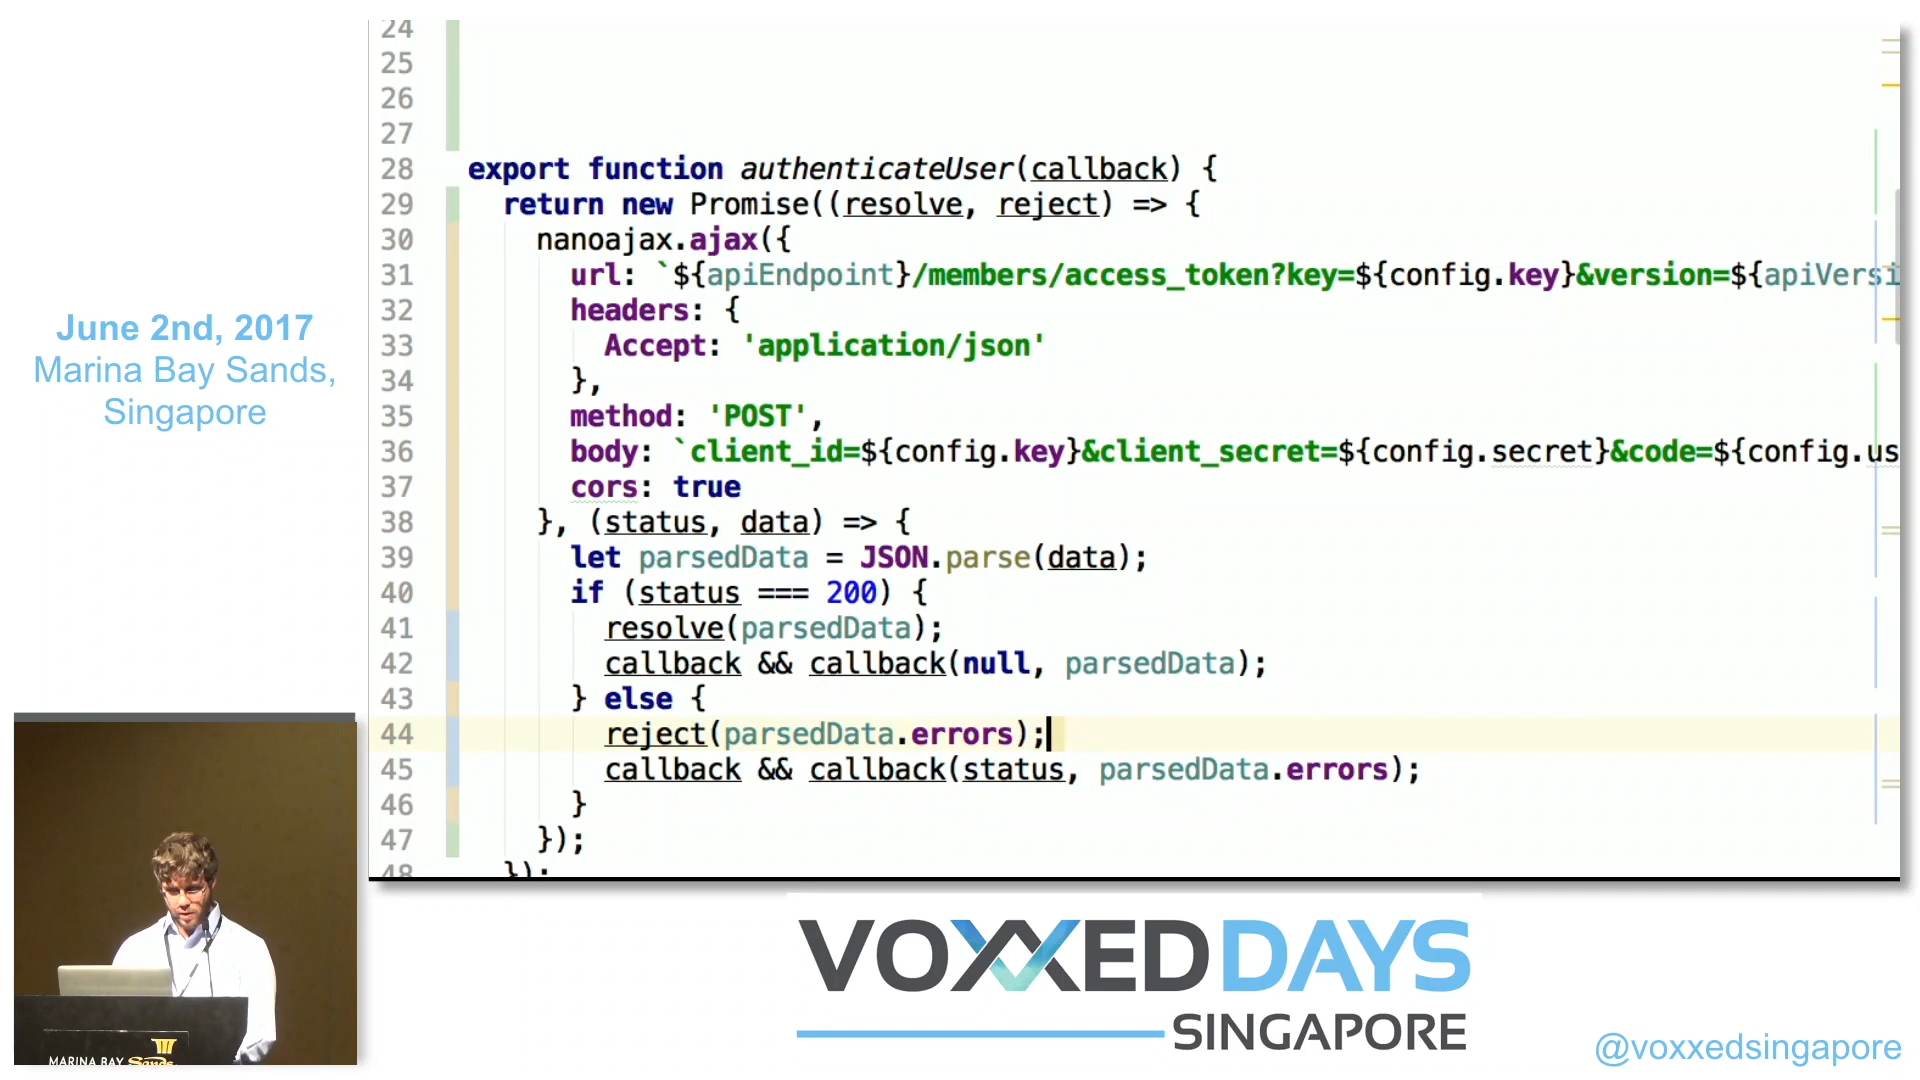 June 2nd, 2017
Marina Bay Sands,
Singapore
24
25
26
27
28 export function authenticateUser(callback) {
29 return new Promise((resolve, reject) => {
30 nanoajax.ajax({
31 url: `${apiEndpoint}/members/access_token?key=${config.key}&version=${apiVersi
32 headers: {
33 Accept: 'application/json'
34 },
35 method: 'POST',
36 body: `client_id=${config.key}&client_secret=${config.secret}&code=${config.us
37 cors: true
38 }, (status, data) => {
39 let parsedData = JSON.parse(data);
40 if (status === 200) {
41 resolve(parsedData);
42 callback && callback(null, parsedData);
43 } else {
44 reject(parsedData.errors);
45 callback && callback(status, parsedData.errors);
46 }
47 });
48 });
MARINA BAY Sands
VOXXED DAYS
SINGAPORE
@voxxedsingapore